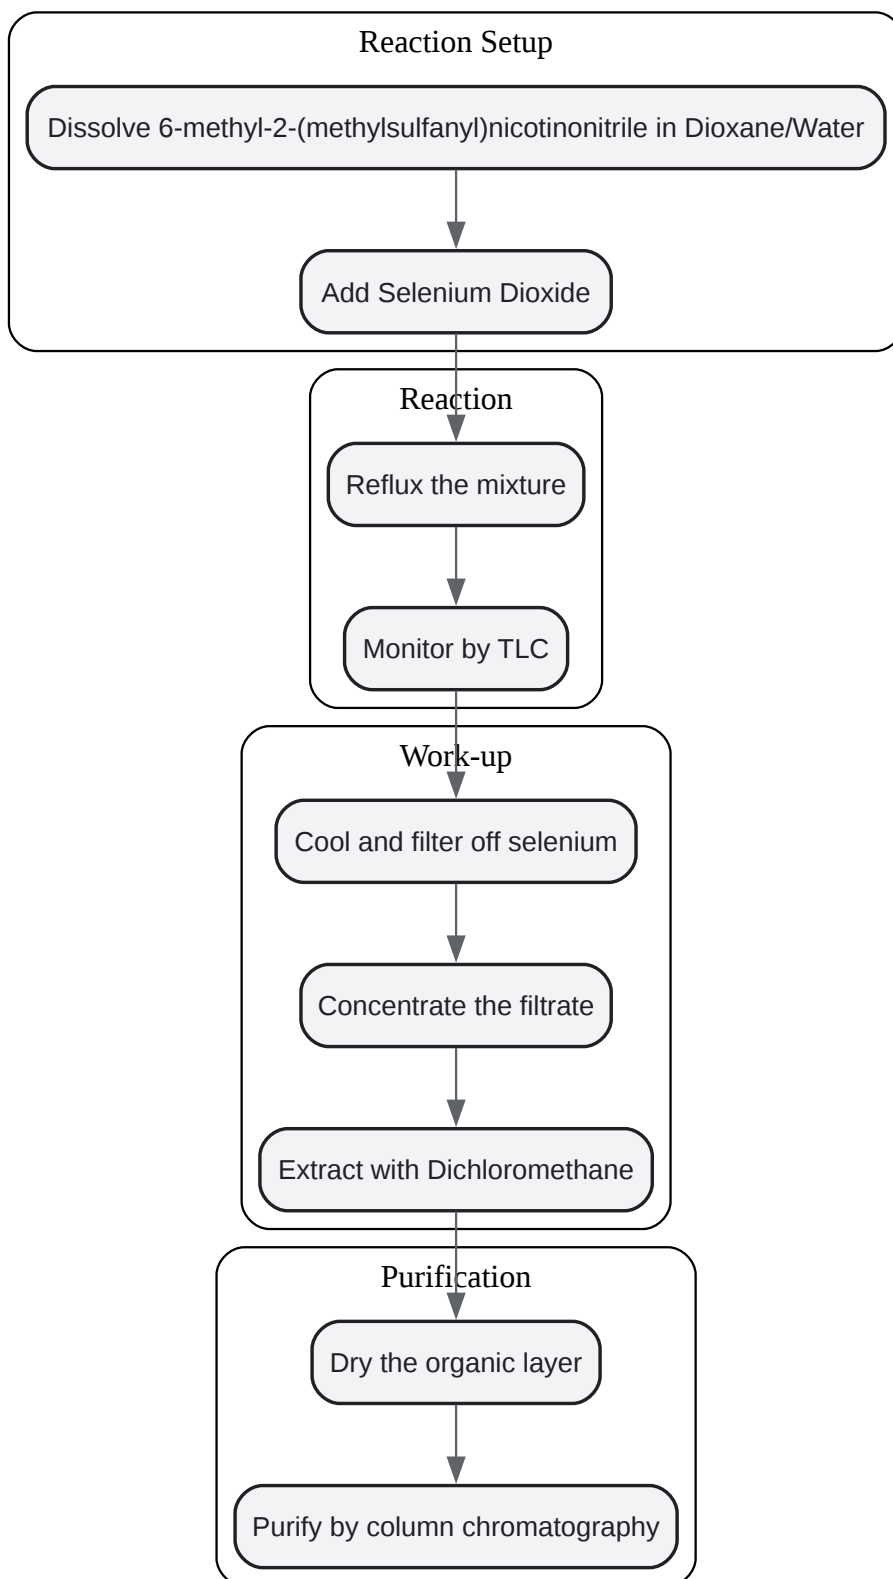 Reaction Setup
Dissolve 6-methyl-2-(methylsulfanyl)nicotinonitrile in Dioxane/Water
Add Selenium Dioxide
Reaction
Reflux the mixture
Monitor by TLC
Work-up
Cool and filter off selenium
Concentrate the filtrate
Extract with Dichloromethane
Purification
Dry the organic layer
Purify by column chromatography